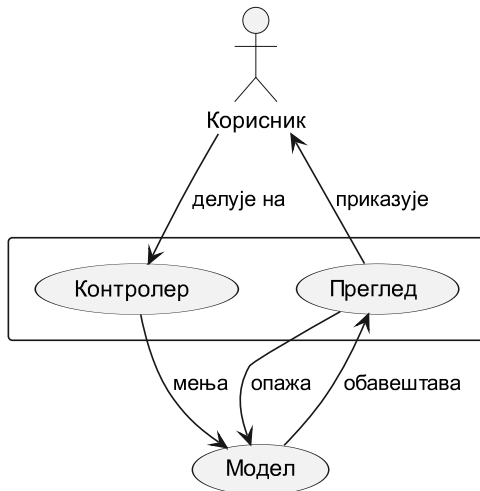 Корисник
делује на
приказује
Контролер
Преглед
мења
опажа
обавештава
Модел